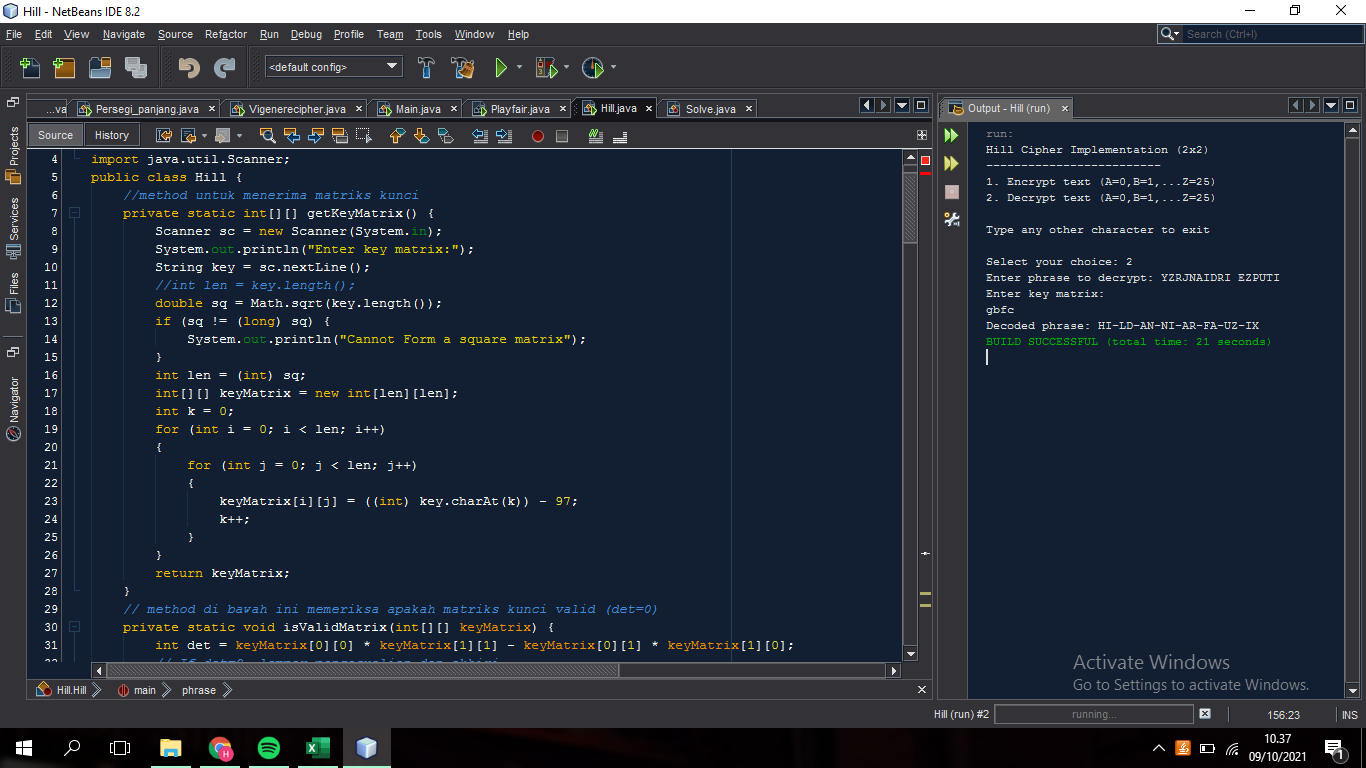 Hill - NetBeans IDE 8.2
File Edit View Navigate Source Refactor Run Debug Profile Team Tools Window Help
Search (Ctrl+I)
<default config>
...va Persegi_panjang.java Vigenerecipher.java Main.java Playfair.java Hill.java Solve.java
Source History
Projects
Services
Files
Navigator
4 import java.util.Scanner;
5 public class Hill {
6 //method untuk menerima matriks kunci
7 private static int[][] getKeyMatrix() {
8 Scanner sc = new Scanner(System.in);
9 System.out.println("Enter key matrix:");
10 String key = sc.nextLine();
11 //int len = key.length();
12 double sq = Math.sqrt(key.length());
13 if (sq != (long) sq) {
14 System.out.println("Cannot Form a square matrix");
15 }
16 int len = (int) sq;
17 int[][] keyMatrix = new int[len][len];
18 int k = 0;
19 for (int i = 0; i < len; i++)
20 {
21 for (int j = 0; j < len; j++)
22 {
23 keyMatrix[i][j] = ((int) key.charAt(k)) - 97;
24 k++;
25 }
26 }
27 return keyMatrix;
28 }
29 // method di bawah ini memeriksa apakah matriks kunci valid (det=0)
30 private static void isValidMatrix(int[][] keyMatrix) {
31 int det = keyMatrix[0][0] * keyMatrix[1][1] - keyMatrix[0][1] * keyMatrix[1][0];
Hill.Hill main phrase
Output - Hill (run)
run:
Hill Cipher Implementation (2x2)
-------------------------
1. Encrypt text (A=0,B=1,...Z=25)
2. Decrypt text (A=0,B=1,...Z=25)
Type any other character to exit
Select your choice: 2
Enter phrase to decrypt: YZRJNAIDRI EZPUTI
Enter key matrix:
gbfc
Decoded phrase: HI-LD-AN-NI-AR-FA-UZ-IX
BUILD SUCCESSFUL (total time: 21 seconds)
Activate Windows
Go to Settings to activate Windows.
Hill (run) #2 running... 156:23 INS
10.37
09/10/2021
1